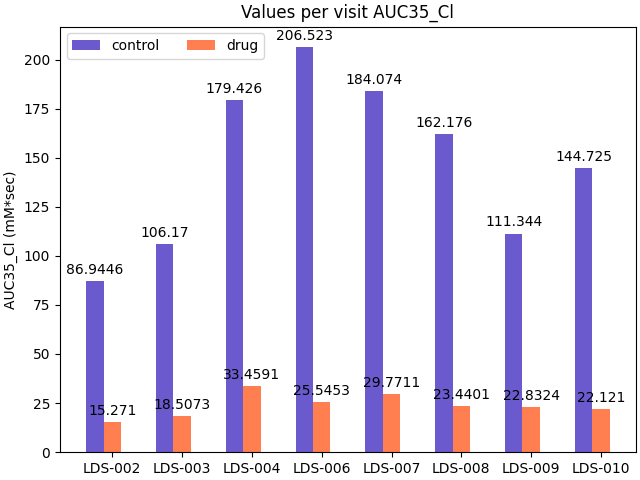 Values per visit AUC35_Cl
control
drug
AUC35_Cl (mM*sec)
200
175
150
125
100
75
50
25
0
86.9446
106.17
179.426
206.523
184.074
162.176
111.344
144.725
15.271
18.5073
33.4591
25.5453
29.7711
23.4401
22.8324
22.121
LDS-002
LDS-003
LDS-004
LDS-006
LDS-007
LDS-008
LDS-009
LDS-010